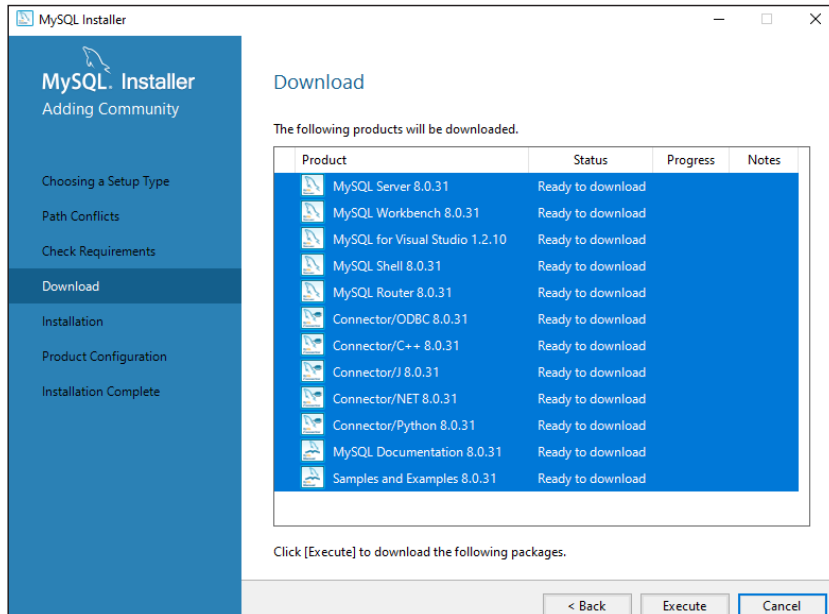 MySQL Installer
MySQL. Installer
Adding Community
Choosing a Setup Type
Path Conflicts
Check Requirements
Download
Installation
Product Configuration
Installation Complete
Download
The following products will be downloaded.
Product Status Progress Notes
MySQL Server 8.0.31 Ready to download
MySQL Workbench 8.0.31 Ready to download
MySQL for Visual Studio 1.2.10 Ready to download
MySQL Shell 8.0.31 Ready to download
MySQL Router 8.0.31 Ready to download
Connector/ODBC 8.0.31 Ready to download
Connector/C++ 8.0.31 Ready to download
Connector/J 8.0.31 Ready to download
Connector/NET 8.0.31 Ready to download
Connector/Python 8.0.31 Ready to download
MySQL Documentation 8.0.31 Ready to download
Samples and Examples 8.0.31 Ready to download
Click [Execute] to download the following packages.
< Back Execute Cancel